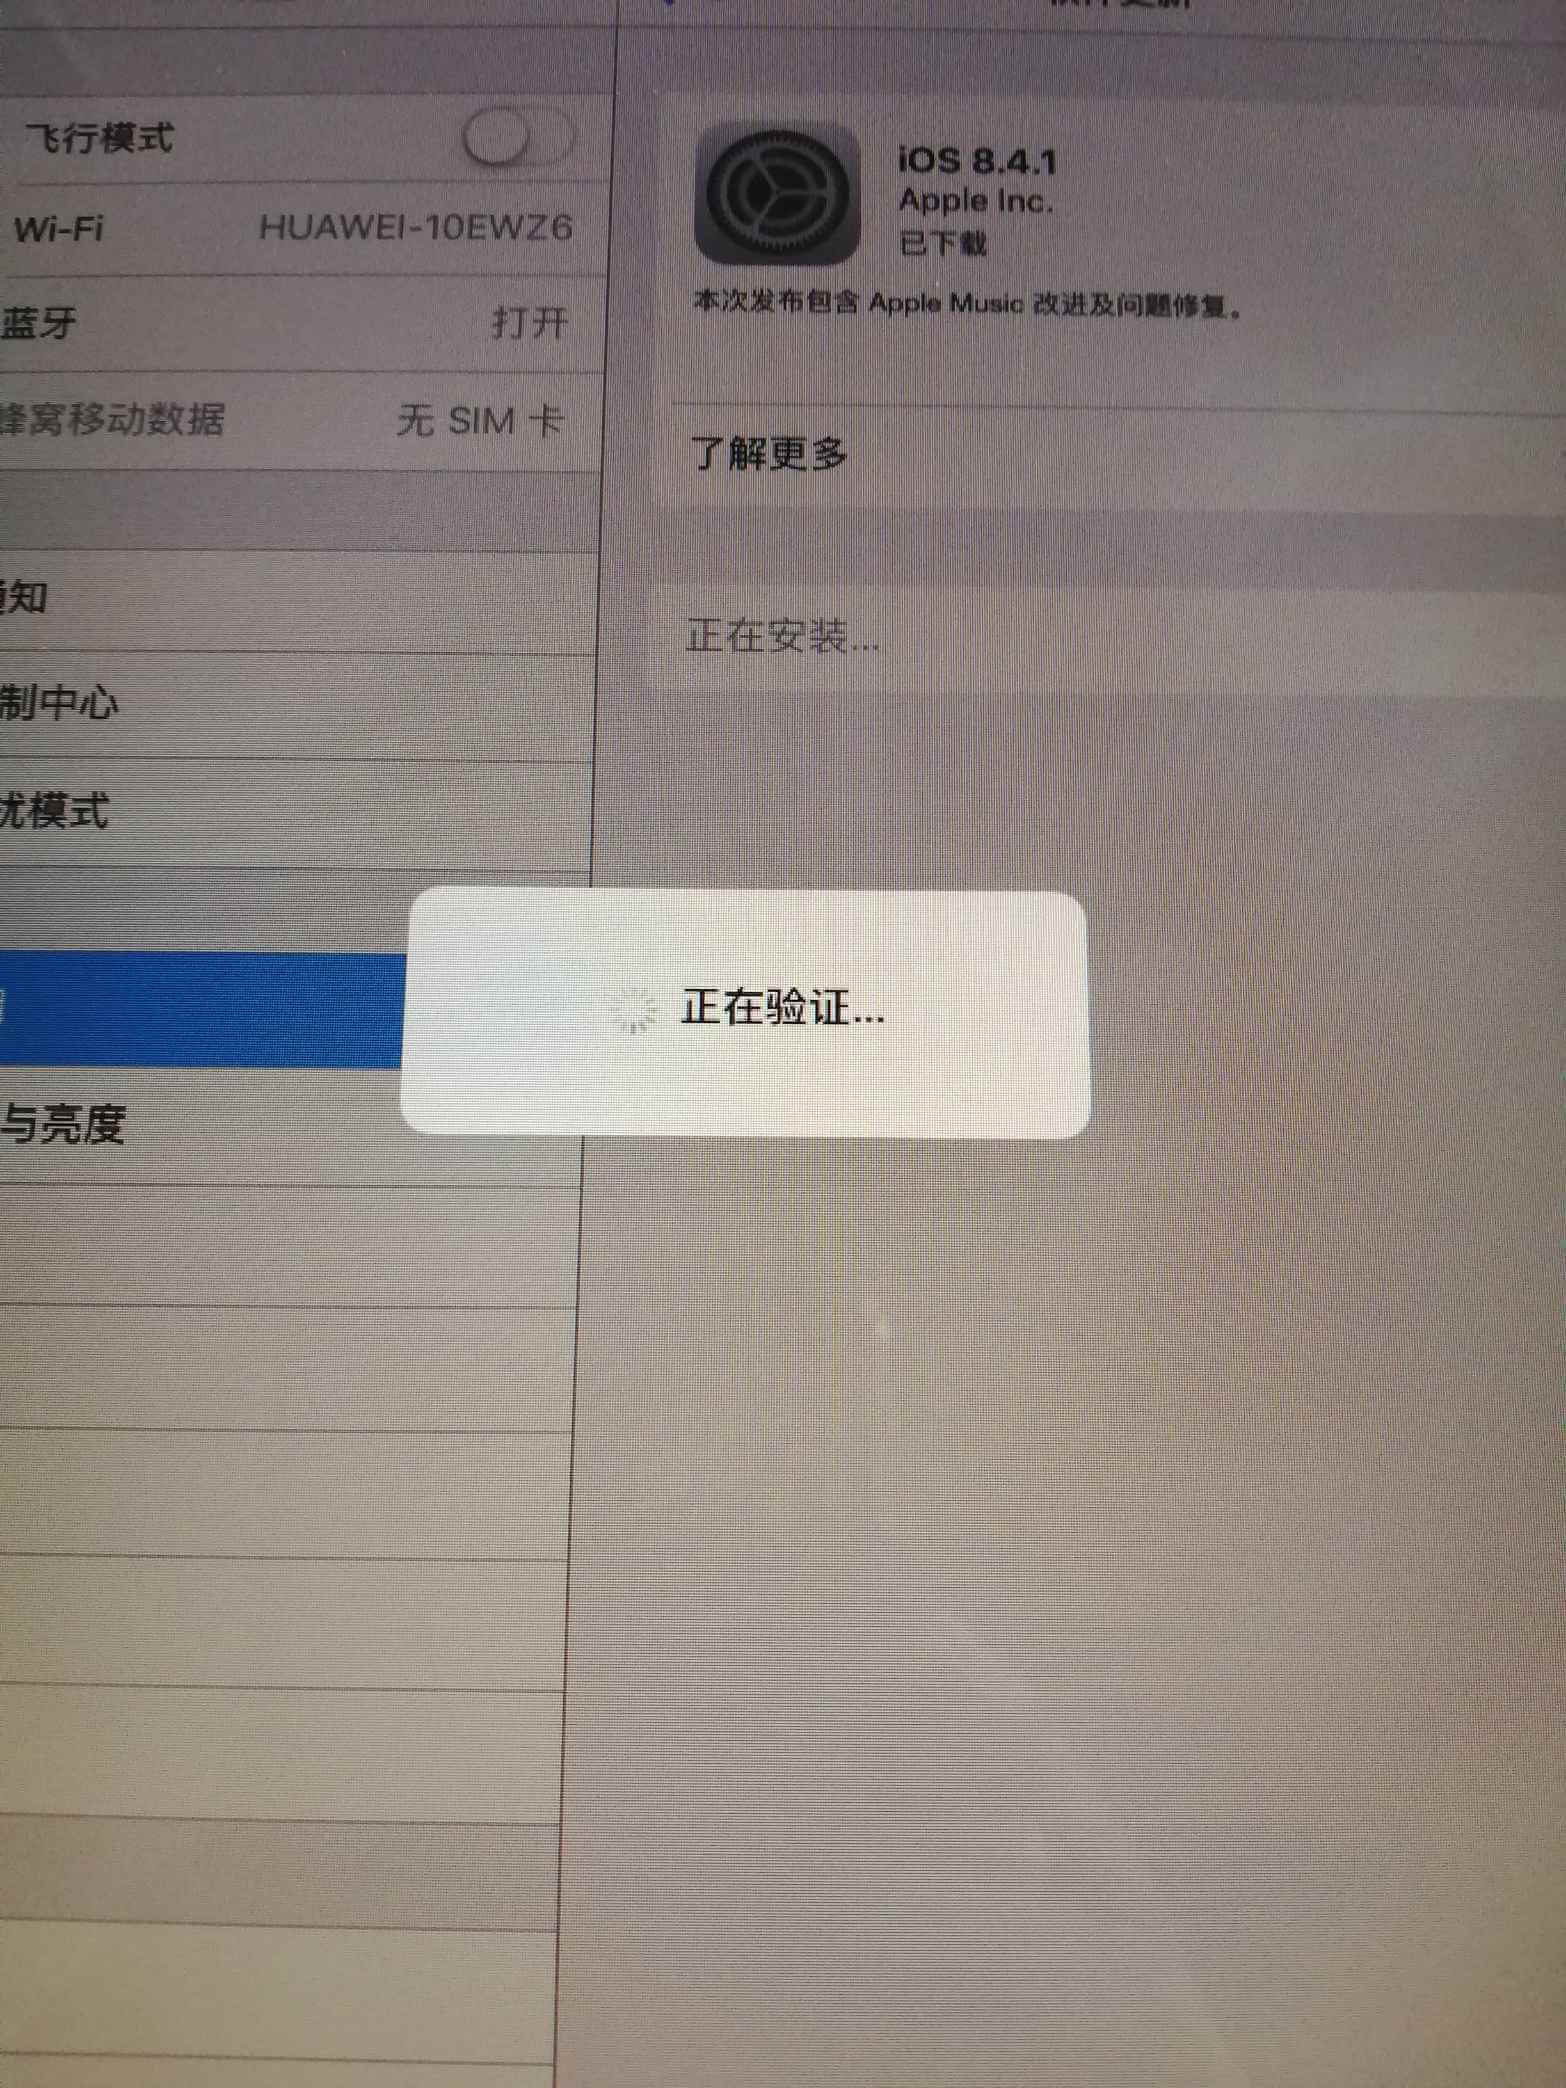 飞行模式
Wi-Fi HUAWEI-10EWZ6
蓝牙 打开
蜂窝移动数据 无 SIM 卡
通知
制中心
扰模式
与亮度
iOS 8.4.1
Apple Inc.
已下载
本次发布包含 Apple Music 改进及问题修复。
了解更多
正在安装...
正在验证...